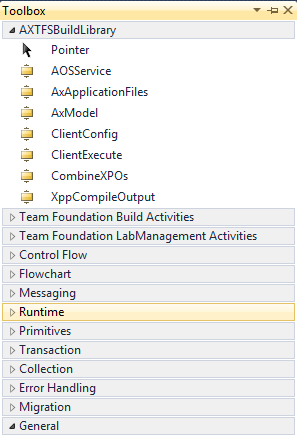 Toolbox
AXTFSBuildLibrary
Pointer
AOSService
AxApplicationFiles
AxModel
ClientConfig
ClientExecute
CombineXPOs
XppCompileOutput
Team Foundation Build Activities
Team Foundation LabManagement Activities
Control Flow
Flowchart
Messaging
Runtime
Primitives
Transaction
Collection
Error Handling
Migration
General